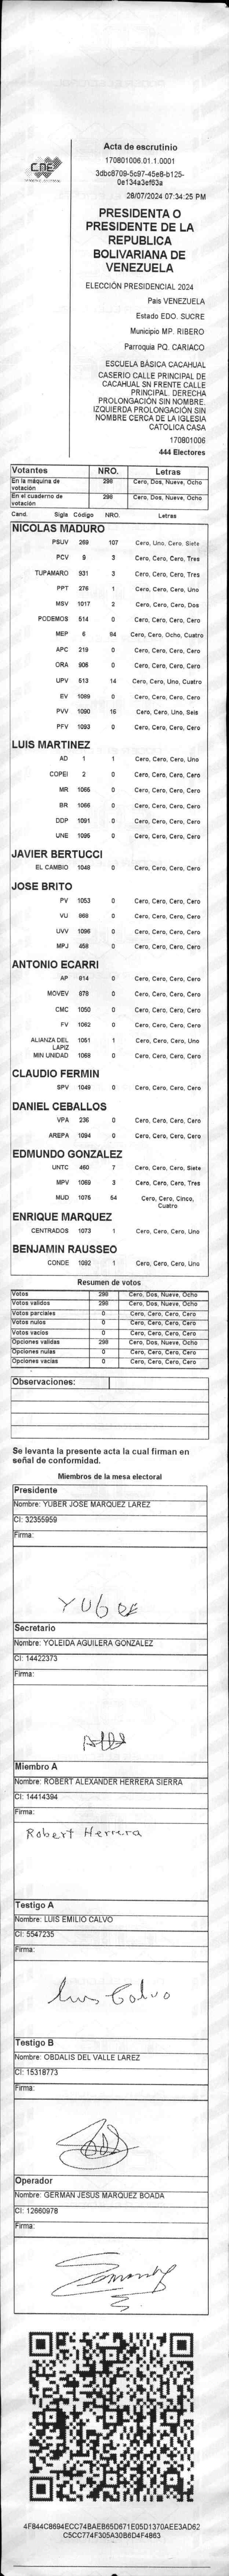 CNE
Acta de escrutinio
170801006.01.1.0001
3dbc8709-5c97-45e8-b125-
0e134a3ef63a
28/07/2024 07:34:25 PM
PRESIDENTA O
PRESIDENTE DE LA
REPUBLICA
BOLIVARIANA DE
VENEZUELA
ELECCIÓN PRESIDENCIAL 2024
Pais VENEZUELA
Estado EDO. SUCRE
Municipio MP. RIBERO
Parroquia PQ. CARIACO
ESCUELA BÁSICA CACAHUAL
CASERIO CALLE PRINCIPAL DE
CACAHUAL SN FRENTE CALLE
PRINCIPAL. DERECHA
PROLONGACIÓN SIN NOMBRE.
IZQUIERDA PROLONGACIÓN SIN
NOMBRE CERCA DE LA IGLESIA
CATOLICA CASA
170801006
444 Electores
Votantes NRO. Letras
En la máquina de votación 298 Cero, Dos, Nueve, Ocho
En el cuaderno de votación 298 Cero, Dos, Nueve, Ocho
Cand. Sigla Código NRO. Letras
NICOLAS MADURO
PSUV 269 107 Cero, Uno, Cero, Siete
PCV 9 3 Cero, Cero, Cero, Tres
TUPAMARO 931 3 Cero, Cero, Cero, Tres
PPT 276 1 Cero, Cero, Cero, Uno
MSV 1017 2 Cero, Cero, Cero, Dos
PODEMOS 514 0 Cero, Cero, Cero, Cero
MEP 6 84 Cero, Cero, Ocho, Cuatro
APC 219 0 Cero, Cero, Cero, Cero
ORA 906 0 Cero, Cero, Cero, Cero
UPV 513 14 Cero, Cero, Uno, Cuatro
EV 1089 0 Cero, Cero, Cero, Cero
PVV 1090 16 Cero, Cero, Uno, Seis
PFV 1093 0 Cero, Cero, Cero, Cero
LUIS MARTINEZ
AD 1 1 Cero, Cero, Cero, Uno
COPEI 2 0 Cero, Cero, Cero, Cero
MR 1065 0 Cero, Cero, Cero, Cero
BR 1066 0 Cero, Cero, Cero, Cero
DDP 1091 0 Cero, Cero, Cero, Cero
UNE 1095 0 Cero, Cero, Cero, Cero
JAVIER BERTUCCI
EL CAMBIO 1048 0 Cero, Cero, Cero, Cero
JOSE BRITO
PV 1053 0 Cero, Cero, Cero, Cero
VU 868 0 Cero, Cero, Cero, Cero
UVV 1096 0 Cero, Cero, Cero, Cero
MPJ 458 0 Cero, Cero, Cero, Cero
ANTONIO ECARRI
AP 814 0 Cero, Cero, Cero, Cero
MOVEV 878 0 Cero, Cero, Cero, Cero
CMC 1050 0 Cero, Cero, Cero, Cero
FV 1062 0 Cero, Cero, Cero, Cero
ALIANZA DEL LAPIZ 1051 1 Cero, Cero, Cero, Uno
MIN UNIDAD 1068 0 Cero, Cero, Cero, Cero
CLAUDIO FERMIN
SPV 1049 0 Cero, Cero, Cero, Cero
DANIEL CEBALLOS
VPA 236 0 Cero, Cero, Cero, Cero
AREPA 1094 0 Cero, Cero, Cero, Cero
EDMUNDO GONZALEZ
UNTC 460 7 Cero, Cero, Cero, Siete
MPV 1069 3 Cero, Cero, Cero, Tres
MUD 1075 54 Cero, Cero, Cinco, Cuatro
ENRIQUE MARQUEZ
CENTRADOS 1073 1 Cero, Cero, Cero, Uno
BENJAMIN RAUSSEO
CONDE 1092 1 Cero, Cero, Cero, Uno
Resumen de votos
Votos 298 Cero, Dos, Nueve, Ocho
Votos validos 298 Cero, Dos, Nueve, Ocho
Votos parciales 0 Cero, Cero, Cero, Cero
Votos nulos 0 Cero, Cero, Cero, Cero
Votos vacios 0 Cero, Cero, Cero, Cero
Opciones validas 298 Cero, Dos, Nueve, Ocho
Opciones nulas 0 Cero, Cero, Cero, Cero
Opciones vacias 0 Cero, Cero, Cero, Cero
Observaciones:
Se levanta la presente acta la cual firman en
señal de conformidad.
Miembros de la mesa electoral
Presidente
Nombre: YUBER JOSE MARQUEZ LAREZ
CI: 32355959
Firma:
Secretario
Nombre: YOLEIDA AGUILERA GONZALEZ
CI: 14422373
Firma:
Miembro A
Nombre: ROBERT ALEXANDER HERRERA SIERRA
CI: 14414394
Firma:
Robert Herrera
Testigo A
Nombre: LUIS EMILIO CALVO
CI: 5547235
Firma:
Luis Calvo
Testigo B
Nombre: OBDALIS DEL VALLE LAREZ
CI: 15318773
Firma:
Operador
Nombre: GERMAN JESUS MARQUEZ BOADA
CI: 12660978
Firma:
4F844C8694ECC74BAEB65D671E05D1370AEE3AD62
C5CC774F305A30B6D4F4863